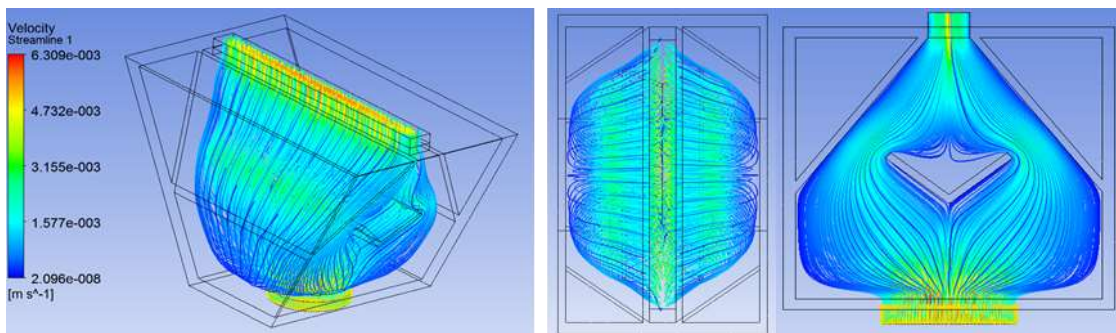 Velocity
Streamline 1
6.309e-003
4.732e-003
3.155e-003
1.577e-003
2.096e-008
[m s^-1]